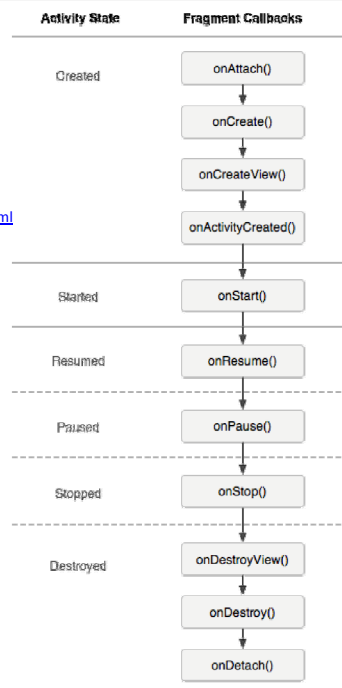 Activity State Fragment Callbacks
Created
onAttach()
onCreate()
onCreateView()
ml
onActivityCreated()
Started
onStart()
Resumed
onResume()
Paused
onPause()
Stopped
onStop()
Destroyed
onDestroyView()
onDestroy()
onDetach()